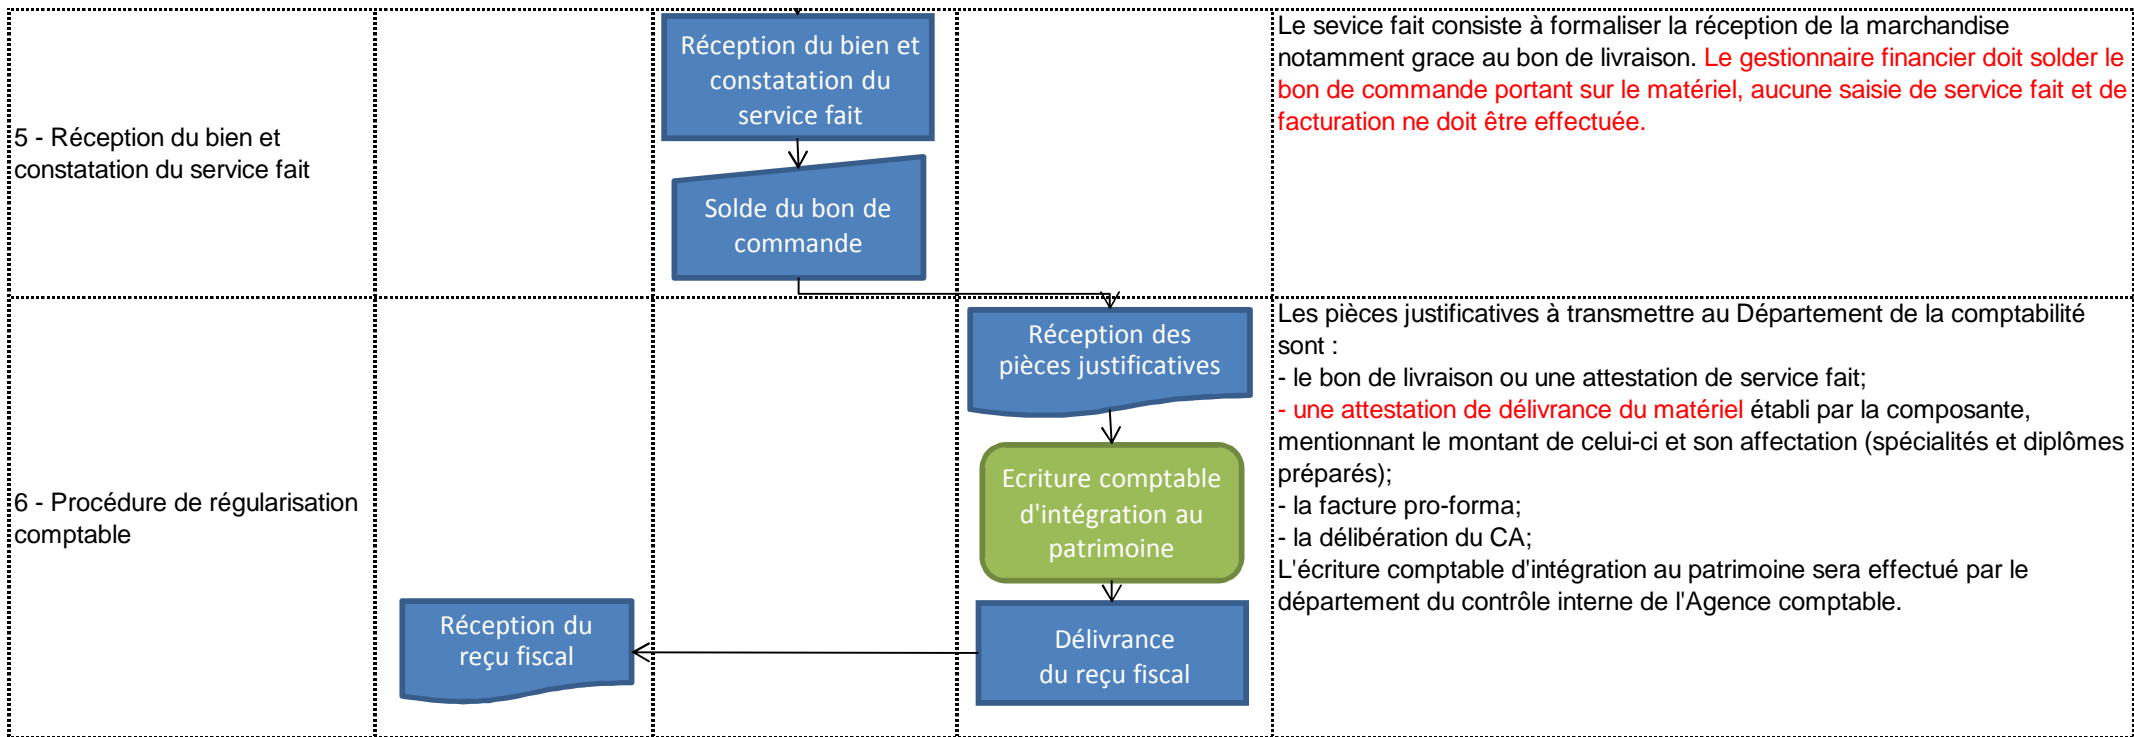 5 - Réception du bien et
constatation du service fait
Réception du bien et
constatation du
service fait
Solde du bon de
commande
Le sevice fait consiste à formaliser la réception de la marchandise
notamment grace au bon de livraison. Le gestionnaire financier doit solder le
bon de commande portant sur le matériel, aucune saisie de service fait et de
facturation ne doit être effectuée.
6 - Procédure de régularisation
comptable
Réception du
reçu fiscal
Réception des
pièces justificatives
Ecriture comptable
d'intégration au
patrimoine
Délivrance
du reçu fiscal
Les pièces justificatives à transmettre au Département de la comptabilité
sont :
- le bon de livraison ou une attestation de service fait;
- une attestation de délivrance du matériel établi par la composante,
mentionnant le montant de celui-ci et son affectation (spécialités et diplômes
préparés);
- la facture pro-forma;
- la délibération du CA;
L'écriture comptable d'intégration au patrimoine sera effectué par le
département du contrôle interne de l'Agence comptable.